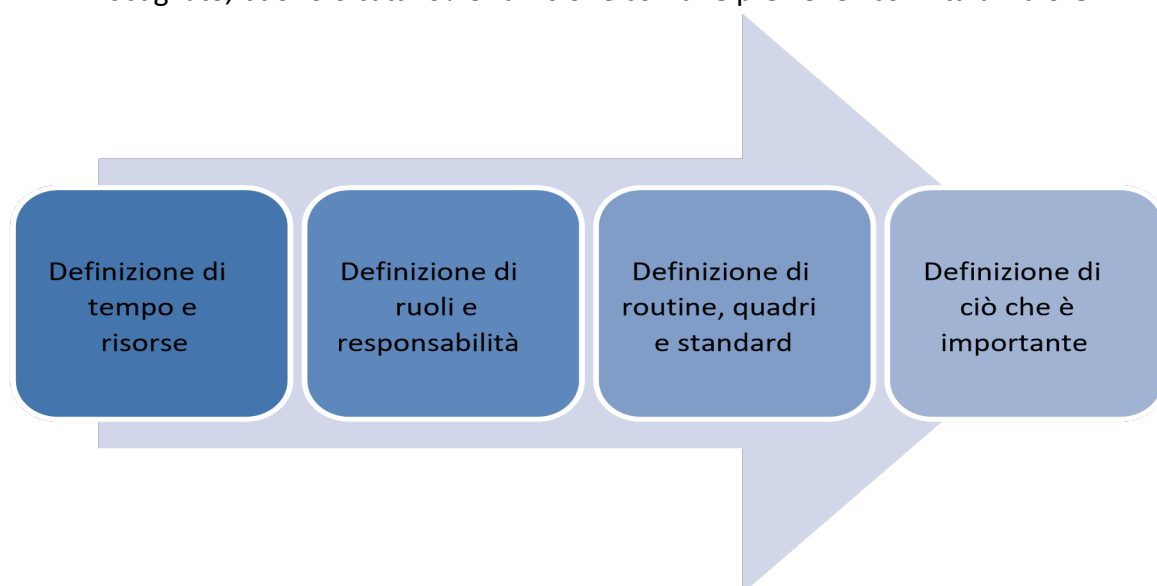 Definizione di
tempo e
risorse
Definizione di
ruoli e
responsabilità
Definizione di
routine, quadri
e standard
Definizione di
ciò che è
importante